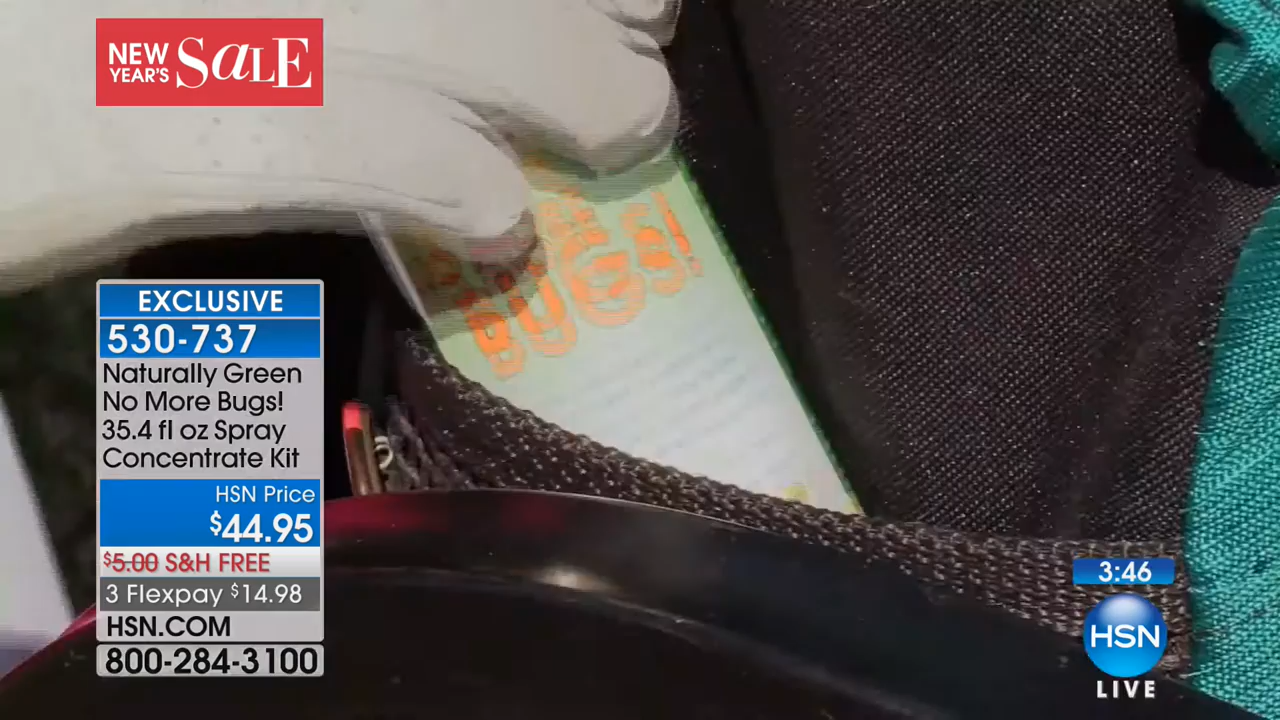 NEW
YEAR'S SALE
BUGS!
EXCLUSIVE
530-737
Naturally Green
No More Bugs!
35.4 fl oz Spray
Concentrate Kit
HSN Price
$44.95
$5.00 S&H FREE
3 Flexpay $14.98
HSN.COM
800-284-3100
3:46
HSN
LIVE